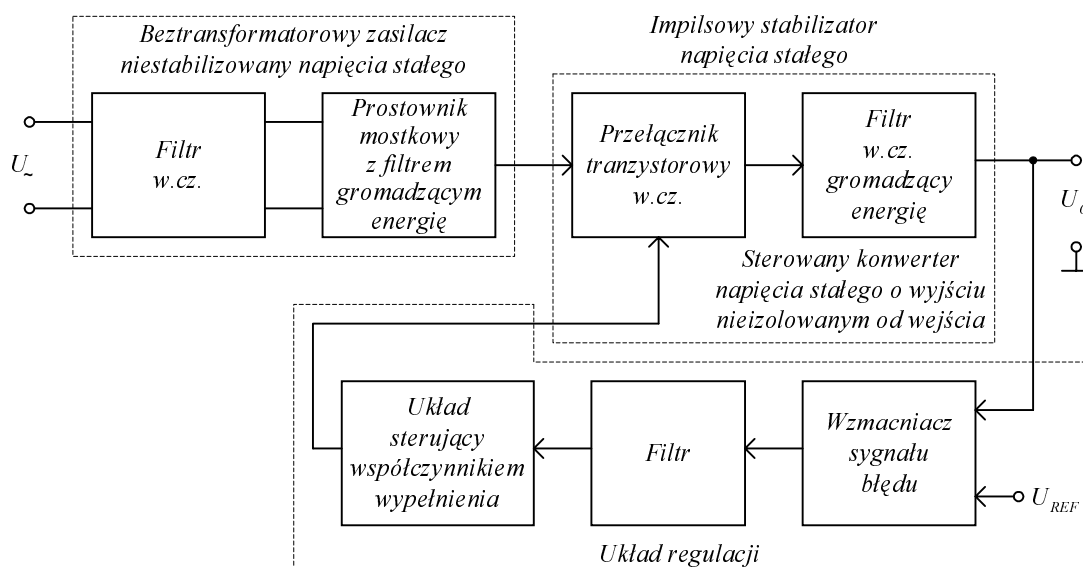 Beztransformatorowy zasilacz
niestabilizowany napięcia stałego
Impilsowy stabilizator
napięcia stałego
U~
Filtr
w.cz.
Prostownik
mostkowy
z filtrem
gromadzącym
energię
Przełącznik
tranzystorowy
w.cz.
Filtr
w.cz.
gromadzący
energię
Sterowany konwerter
napięcia stałego o wyjściu
nieizolowanym od wejścia
Układ
sterujący
współczynnikiem
wypełnienia
Filtr
Wzmacniacz
sygnału
błędu
U REF
Układ regulacji